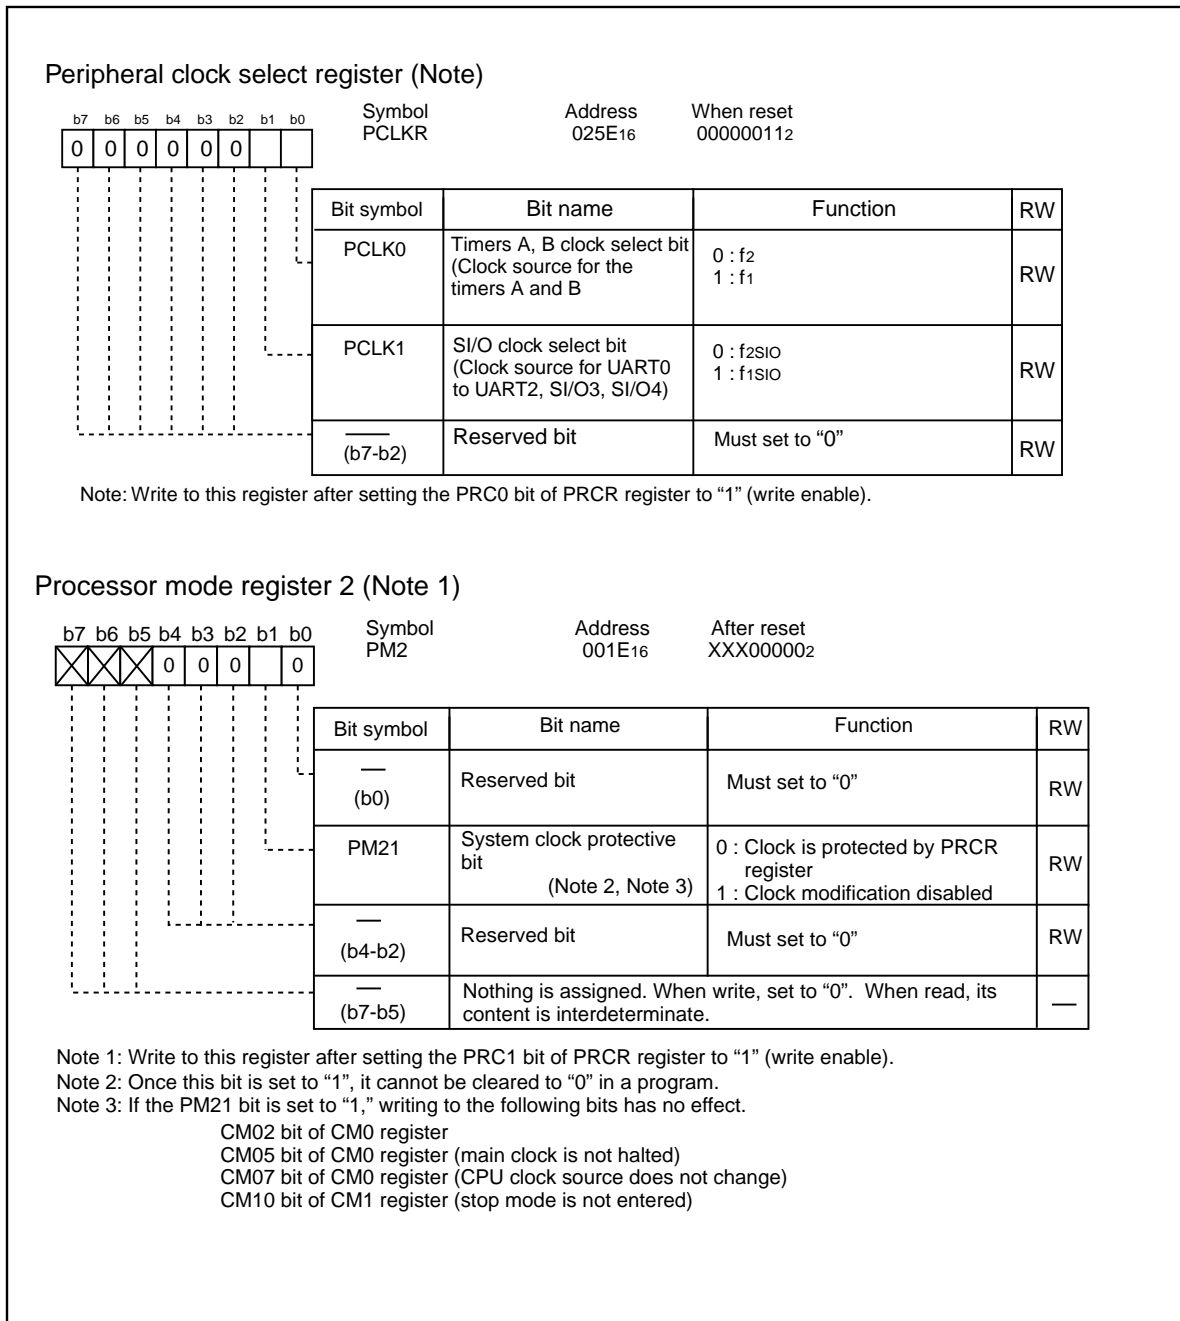 Peripheral clock select register (Note)
b7 b6 b5 b4 b3 b2 b1 b0
Symbol Address When reset
PCLKR 025E16 000000112
0 0 0 0 0 0
Bit symbol Bit name Function RW
PCLK0 Timers A, B clock select bit
(Clock source for the
timers A and B
0 : f2
1 : f1
RW
PCLK1 SI/O clock select bit
(Clock source for UART0
to UART2, SI/O3, SI/O4)
0 : f2SIO
1 : f1SIO
RW
(b7-b2) Reserved bit Must set to “0” RW
Note: Write to this register after setting the PRC0 bit of PRCR register to “1” (write enable).
Processor mode register 2 (Note 1)
b7 b6 b5 b4 b3 b2 b1 b0
Symbol Address After reset
PM2 001E16 XXX000002
0 0 0 0
Bit symbol Bit name Function RW
—
(b0)
Reserved bit Must set to “0” RW
PM21 System clock protective
bit
(Note 2, Note 3)
0 : Clock is protected by PRCR
register
1 : Clock modification disabled
RW
—
(b4-b2)
Reserved bit Must set to “0” RW
—
(b7-b5)
Nothing is assigned. When write, set to “0”. When read, its
content is interdeterminate.
—
Note 1: Write to this register after setting the PRC1 bit of PRCR register to “1” (write enable).
Note 2: Once this bit is set to “1”, it cannot be cleared to “0” in a program.
Note 3: If the PM21 bit is set to “1,” writing to the following bits has no effect.
CM02 bit of CM0 register
CM05 bit of CM0 register (main clock is not halted)
CM07 bit of CM0 register (CPU clock source does not change)
CM10 bit of CM1 register (stop mode is not entered)